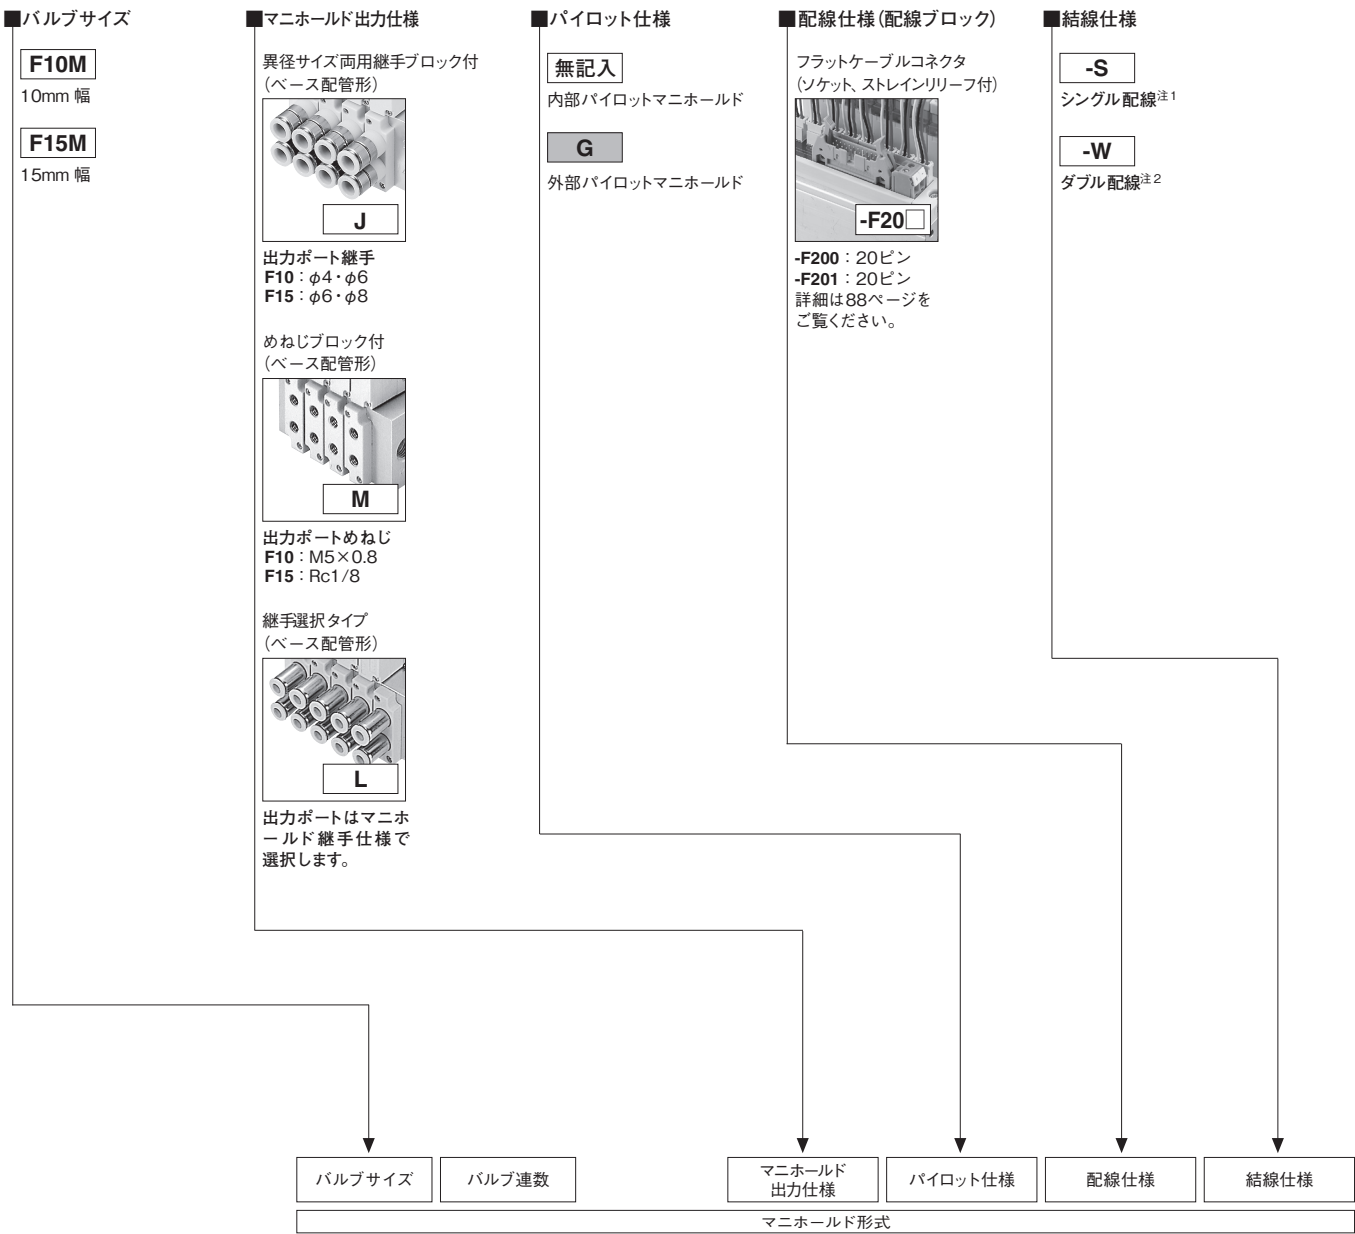 ■バルブサイズ
F10M
10mm 幅
F15M
15mm 幅
■マニホールド出力仕様
異径サイズ両用継手ブロック付
(ベース配管形)
J
出力ポート継手
F10：φ4・φ6
F15：φ6・φ8
めねじブロック付
(ベース配管形)
M
出力ポートめねじ
F10：M5×0.8
F15：Rc1/8
継手選択タイプ
(ベース配管形)
L
出力ポートはマニホ
ールド継手仕様で
選択します。
■パイロット仕様
無記入
内部パイロットマニホールド
G
外部パイロットマニホールド
■配線仕様(配線ブロック)
フラットケーブルコネクタ
(ソケット、ストレインリリーフ付)
-F20□
-F200：20ピン
-F201：20ピン
詳細は88ページを
ご覧ください。
■結線仕様
-S
シングル配線注1
-W
ダブル配線注2
バルブサイズ
バルブ連数
マニホールド
出力仕様
パイロット仕様
配線仕様
結線仕様
マニホールド形式